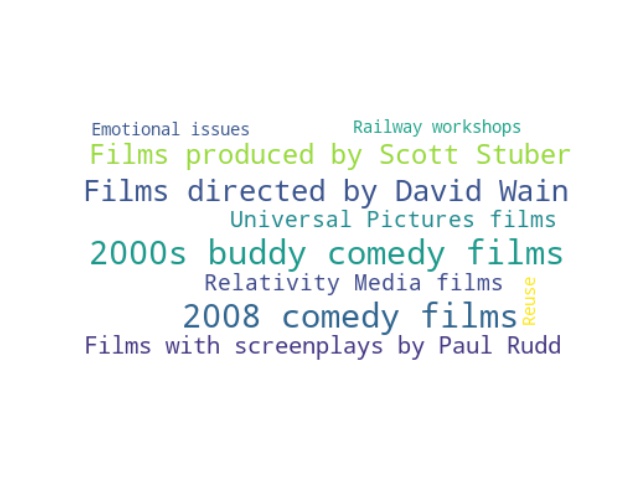 Emotional issues
Railway workshops
Films produced by Scott Stuber
Films directed by David Wain
Universal Pictures films
2000s buddy comedy films
Relativity Media films
Reuse
2008 comedy films
Films with screenplays by Paul Rudd